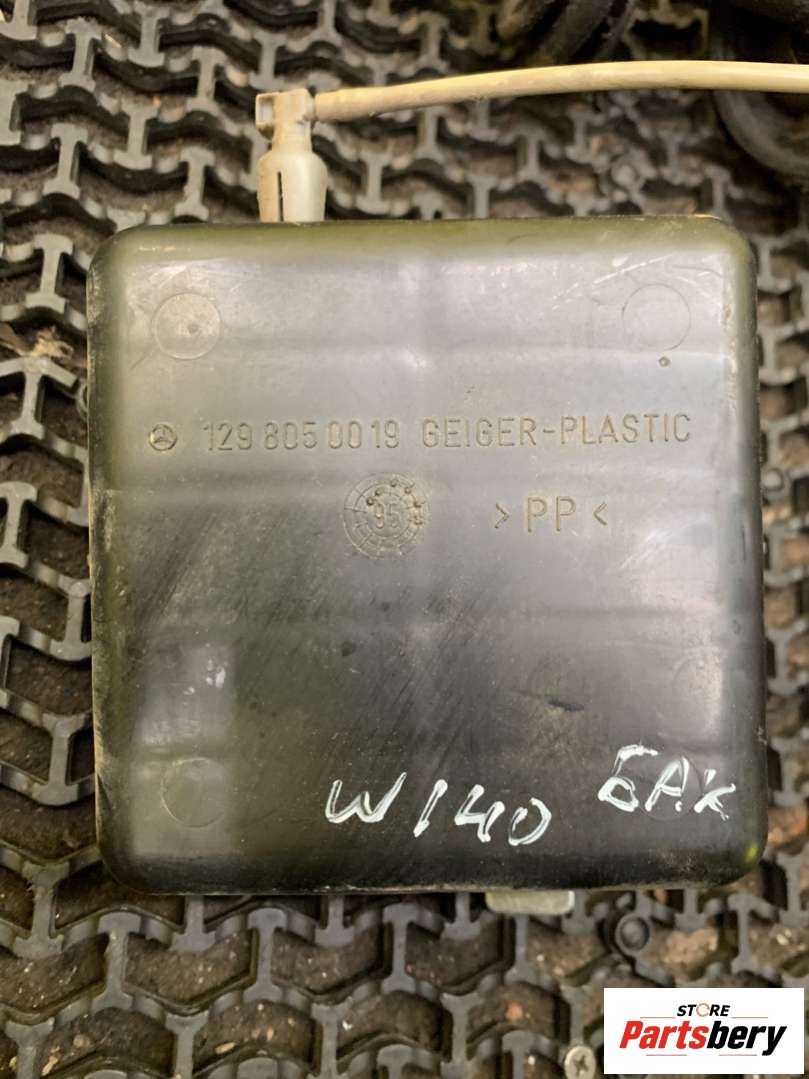 129 805 00 19 GEIGER-PLASTIC
95
>PP<
W140
БАК
STORE
Partsbery